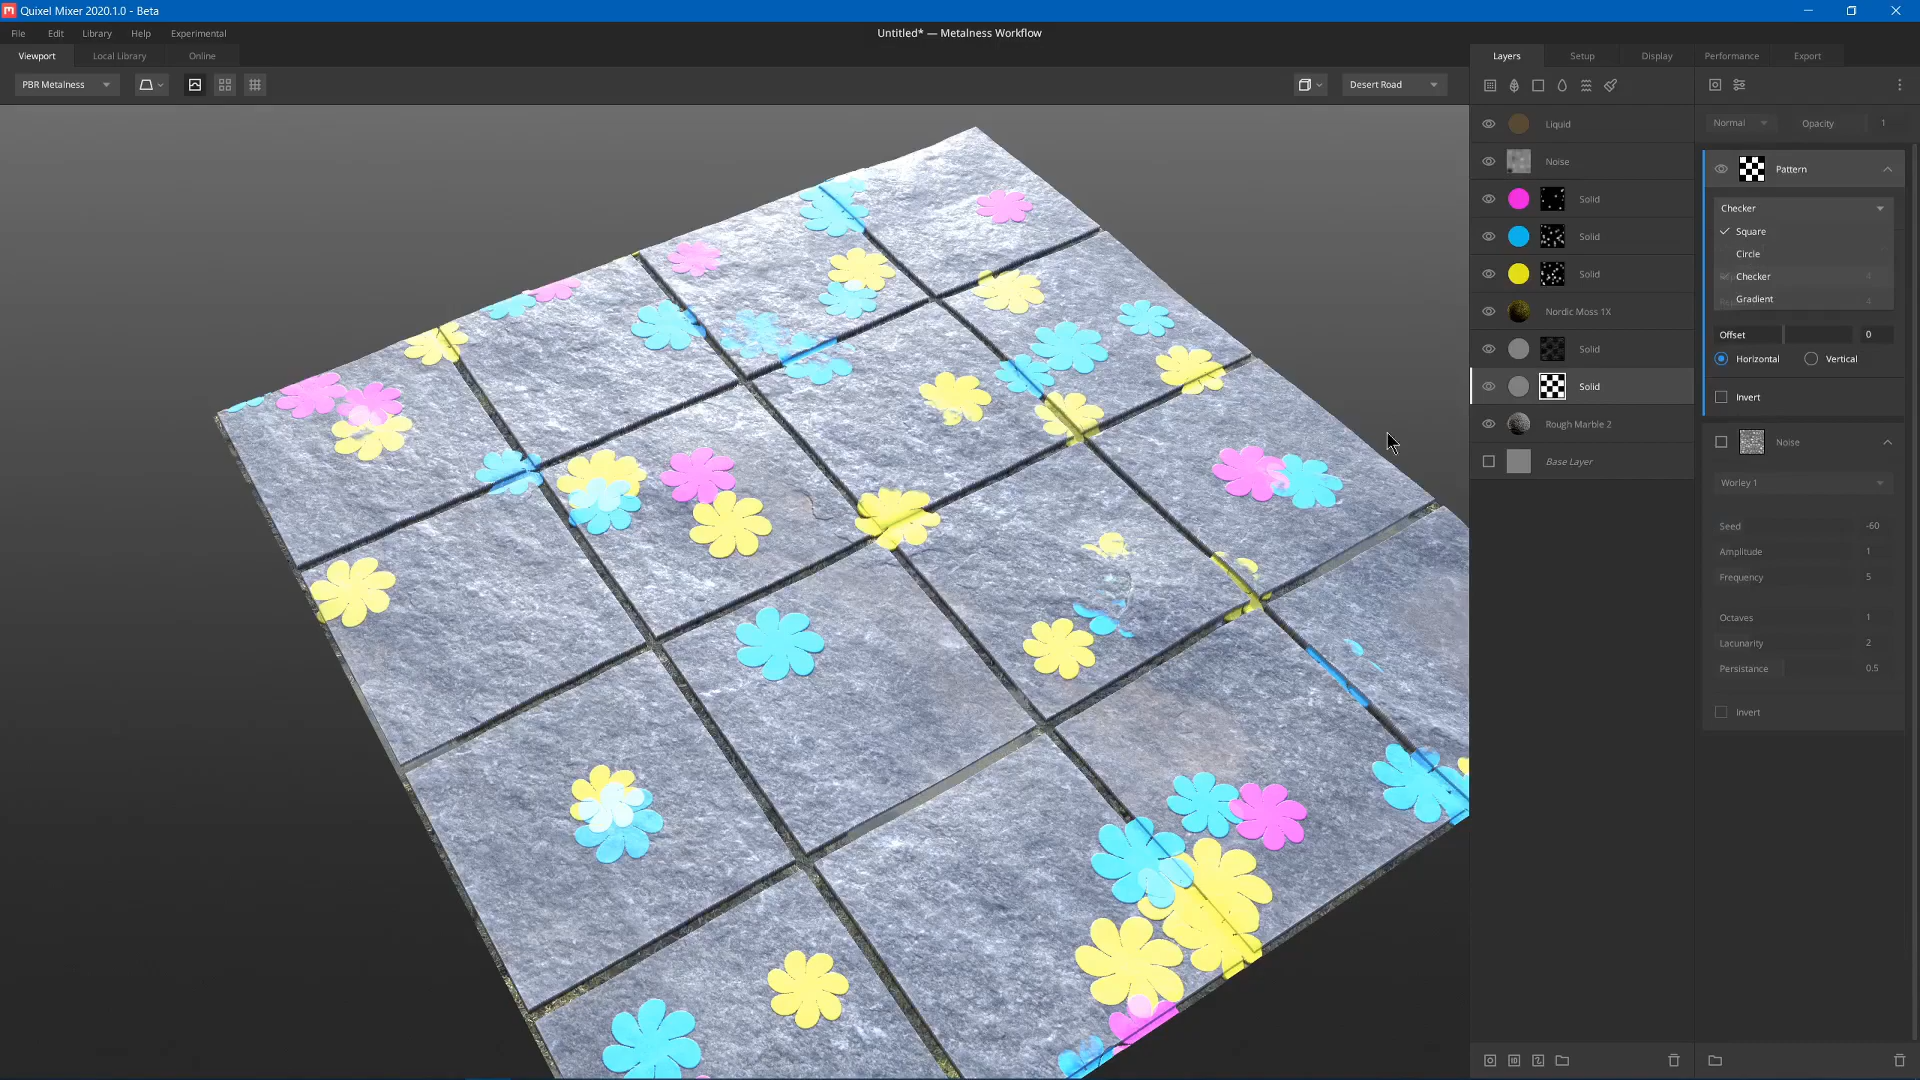 Quixel Mixer 2020.1.0 - Beta
File Edit Library Help Experimental
Untitled* — Metalness Workflow
Viewport Local Library Online
Layers Setup Display Performance Export
PBR Metalness
Desert Road
Liquid
Noise
Solid
Solid
Solid
Nordic Moss 1X
Solid
Solid
Rough Marble 2
Base Layer
Normal Opacity 1
Pattern
Checker
Square
Circle
Checker 4
Gradient 4
Offset 0
Horizontal Vertical
Invert
Noise
Worley 1
Seed -60
Amplitude 1
Frequency 5
Octaves 1
Lacunarity 2
Persistance 0.5
Invert